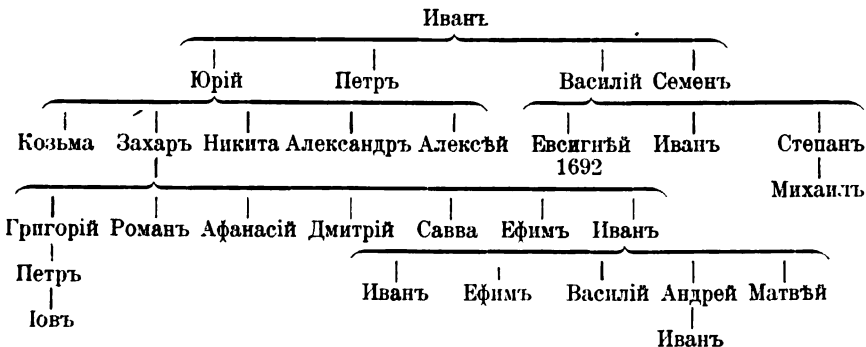 Иванъ
Юрій Петръ Василій Семенъ
Козьма Захаръ Никита Александръ Алексѣй Евсигнѣй Иванъ Степанъ
1692
Михаилъ
Григорій Романъ Афанасій Дмитрій Савва Ефимъ Иванъ
Петръ
Иванъ Ефимъ Василій Андрей Матвѣй
Іовъ
Иванъ